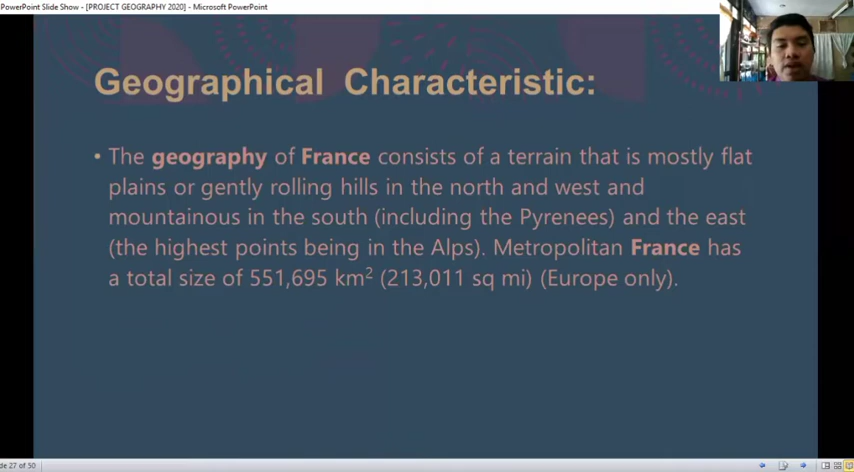 PowerPoint Slide Show - [PROJECT GEOGRAPHY 2020] - Microsoft PowerPoint
Geographical Characteristic:
• The geography of France consists of a terrain that is mostly flat
plains or gently rolling hills in the north and west and
mountainous in the south (including the Pyrenees) and the east
(the highest points being in the Alps). Metropolitan France has
a total size of 551,695 km² (213,011 sq mi) (Europe only).
de 27 of 50